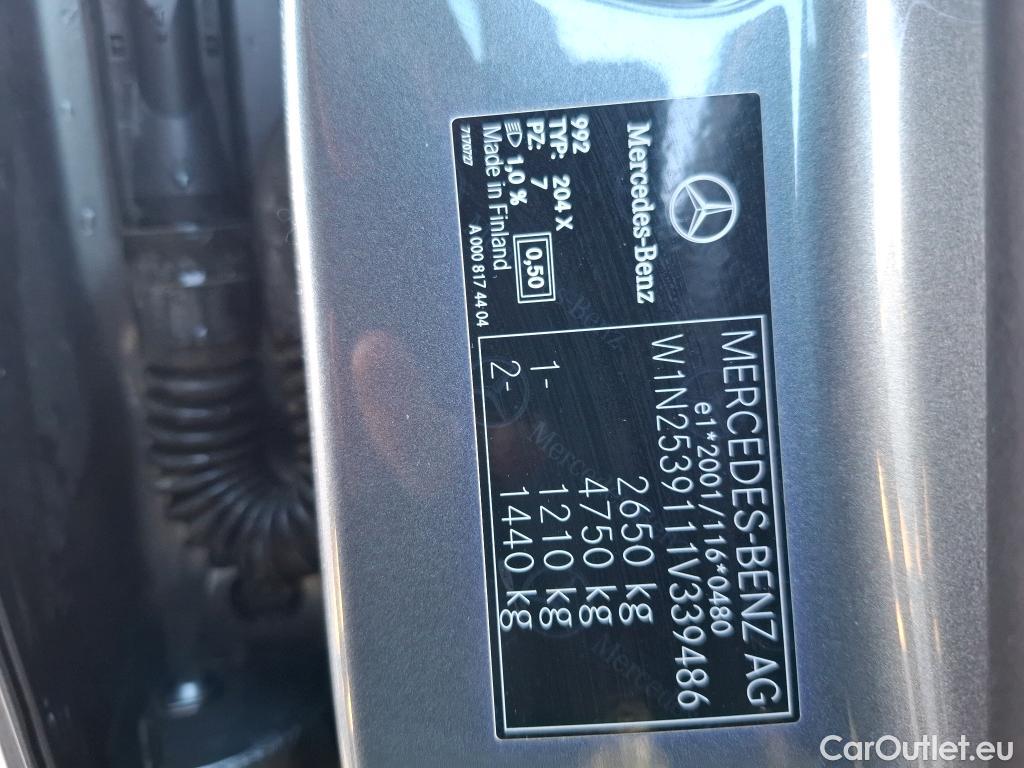 Mercedes-Benz
992
TYP: 204 X
PZ: 7
1,0 %
0,50
Made in Finland
7170727
A 000 817 44 04
MERCEDES-BENZ AG
e1*2001/116*0480
W1N2539111V339486
2650 kg
4750 kg
1- 1210 kg
2- 1440 kg
CarOutlet.eu